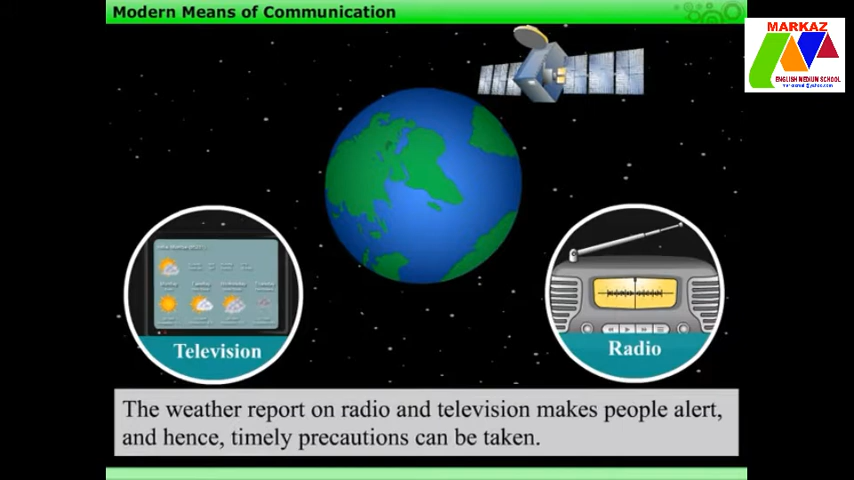 Modern Means of Communication
MARKAZ
ENGLISH MEDIUM SCHOOL
Television
Radio
The weather report on radio and television makes people alert,
and hence, timely precautions can be taken.